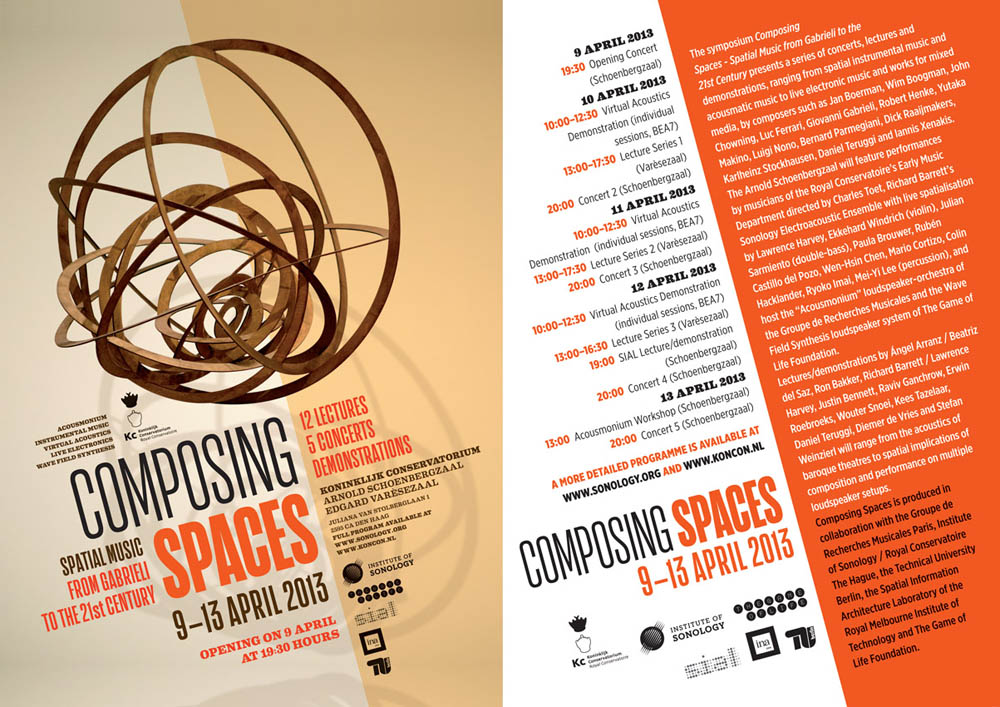 ACOUSMONIUM
INSTRUMENTAL MUSIC
VIRTUAL ACOUSTICS
LIVE ELECTRONICS
WAVE FIELD SYNTHESIS
Kc Koninklijk
Conservatorium
Royal Conservatoire
12 LECTURES
5 CONCERTS
DEMONSTRATIONS
COMPOSING
SPACES
SPATIAL MUSIC
FROM GABRIELI
TO THE 21st CENTURY
9–13 APRIL 2013
OPENING ON 9 APRIL
AT 19:30 HOURS
KONINKLIJK CONSERVATORIUM
ARNOLD SCHOENBERGZAAL
EDGARD VARÈSEZAAL
JULIANA VAN STOLBERGLAAN 1
2595 CA DEN HAAG
FULL PROGRAM AVAILABLE AT
WWW.SONOLOGY.ORG
WWW.KONCON.NL
INSTITUTE OF
SONOLOGY
THE GAME
OF LIFE
sial
ina
9 APRIL 2013
19:30 Opening Concert
(Schoenbergzaal)
10 APRIL 2013
10:00–12:30 Virtual Acoustics
Demonstration (individual
sessions, BEA7)
13:00–17:30 Lecture Series 1
(Varèsezaal)
20:00 Concert 2 (Schoenbergzaal)
11 APRIL 2013
10:00–12:30 Virtual Acoustics
Demonstration (individual sessions, BEA7)
13:00–17:30 Lecture Series 2 (Varèsezaal)
20:00 Concert 3 (Schoenbergzaal)
12 APRIL 2013
10:00–12:30 Virtual Acoustics Demonstration
(individual sessions, BEA7)
13:00–16:30 Lecture Series 3 (Varèsezaal)
19:00 SIAL Lecture/demonstration
(Schoenbergzaal)
20:00 Concert 4 (Schoenbergzaal)
13 APRIL 2013
13:00 Acousmonium Workshop (Schoenbergzaal)
20:00 Concert 5 (Schoenbergzaal)
A MORE DETAILED PROGRAMME IS AVAILABLE AT
WWW.SONOLOGY.ORG AND WWW.KONCON.NL
COMPOSING SPACES
9–13 APRIL 2013
Kc Koninklijk
Conservatorium
Royal Conservatoire
INSTITUTE OF
SONOLOGY
THE GAME
OF LIFE
sial
ina
The symposium Composing
Spaces - Spatial Music from Gabrieli to the
21st Century presents a series of concerts, lectures and
demonstrations, ranging from spatial instrumental music and
acousmatic music to live electronic music and works for mixed
media, by composers such as Jan Boerman, Wim Boogman, John
Chowning, Luc Ferrari, Giovanni Gabrieli, Robert Henke, Yutaka
Makino, Luigi Nono, Bernard Parmegiani, Dick Raaijmakers,
Karlheinz Stockhausen, Daniel Teruggi and Iannis Xenakis.
The Arnold Schoenbergzaal will feature performances
by musicians of the Royal Conservatoire's Early Music
Department directed by Charles Toet, Richard Barrett's
Sonology Electroacoustic Ensemble with live spatialisation
by Lawrence Harvey, Ekkehard Windrich (violin), Julian
Sarmiento (double-bass), Paula Brouwer, Rubén
Castillo del Pozo, Wen-Hsin Chen, Mario Cortizo, Colin
Hacklander, Ryoko Imai, Mei-Yi Lee (percussion), and
host the "Acousmonium" loudspeaker-orchestra of
the Groupe de Recherches Musicales and the Wave
Field Synthesis loudspeaker system of The Game of
Life Foundation.
Lectures/demonstrations by Ángel Arranz / Beatriz
del Saz, Ron Bakker, Richard Barrett / Lawrence
Harvey, Justin Bennett, Raviv Ganchrow, Erwin
Roebroeks, Wouter Snoei, Kees Tazelaar,
Daniel Teruggi, Diemer de Vries and Stefan
Weinzierl will range from the acoustics of
baroque theatres to spatial implications of
composition and performance on multiple
loudspeaker setups.
Composing Spaces is produced in
collaboration with the Groupe de
Recherches Musicales Paris, Institute
of Sonology / Royal Conservatoire
The Hague, the Technical University
Berlin, the Spatial Information
Architecture Laboratory of the
Royal Melbourne Institute of
Technology and The Game of
Life Foundation.